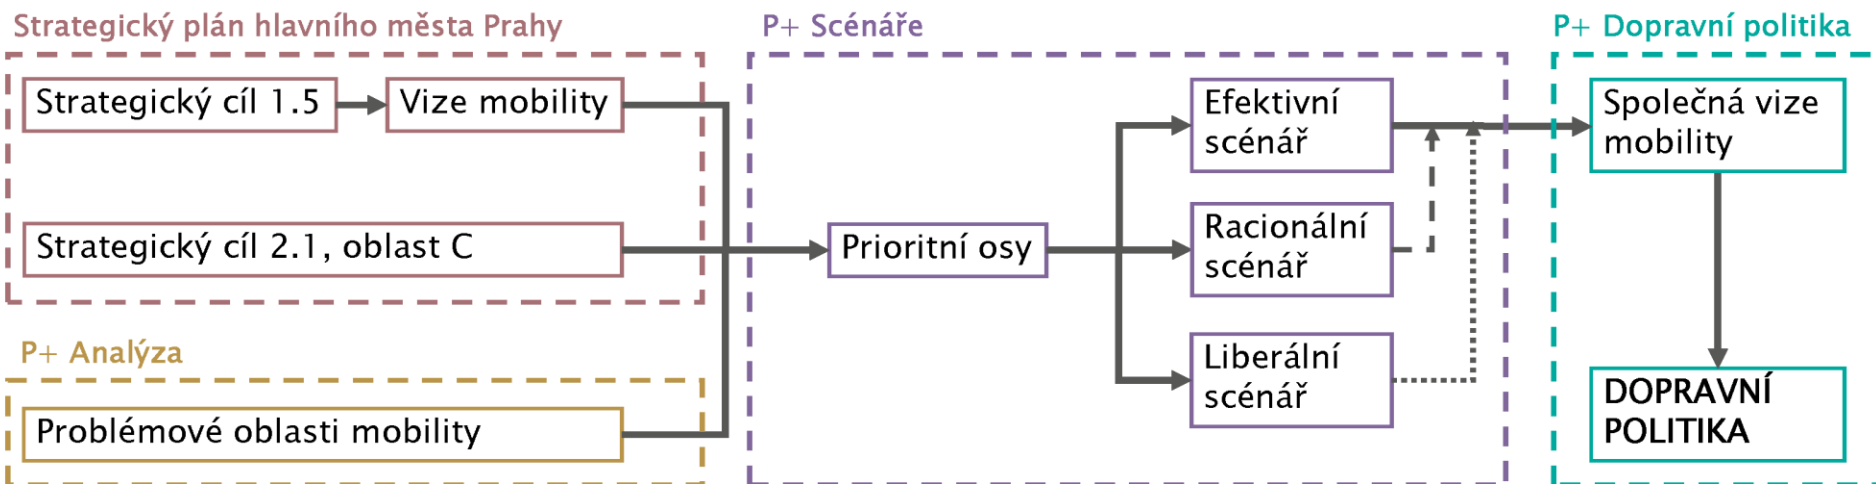 Strategický plán hlavního města Prahy
Strategický cíl 1.5
Vize mobility
Strategický cíl 2.1, oblast C
P+ Analýza
Problémové oblasti mobility
P+ Scénáře
Prioritní osy
Efektivní
scénář
Racionální
scénář
Liberální
scénář
P+ Dopravní politika
Společná vize
mobility
DOPRAVNÍ
POLITIKA